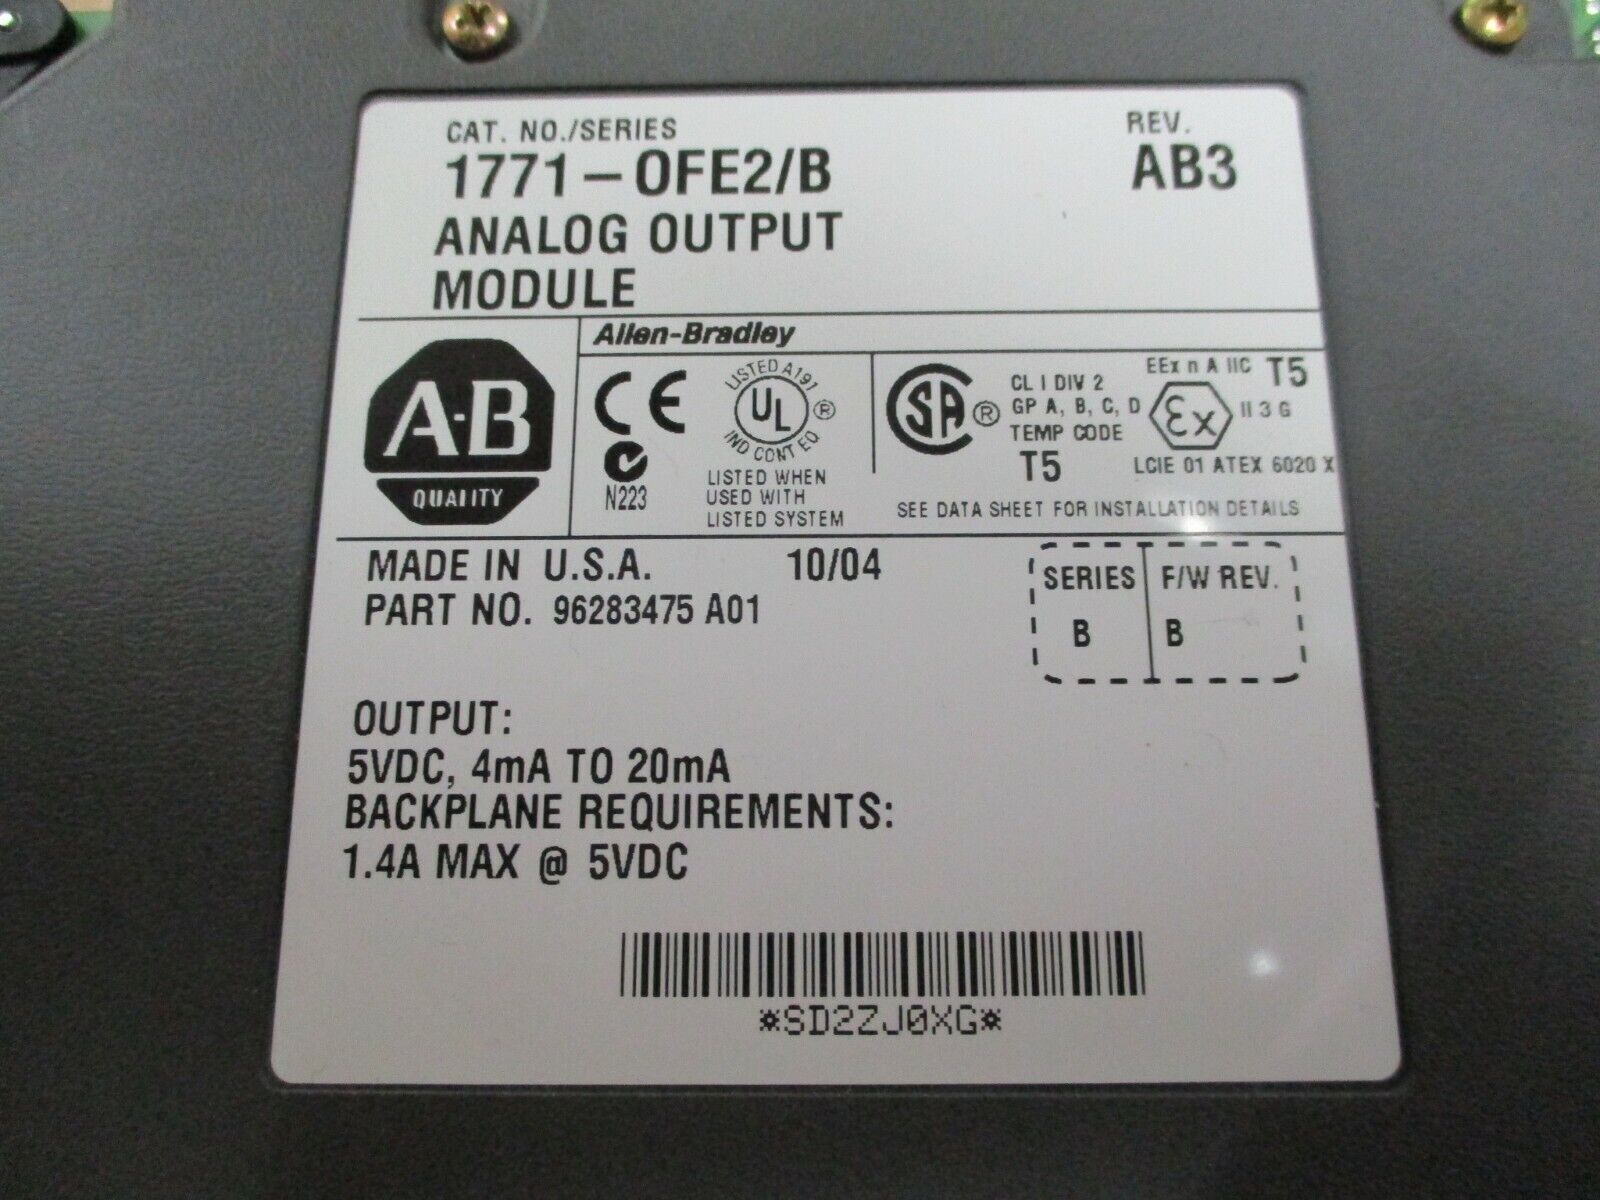 CAT. NO./SERIES
1771-OFE2/B
REV.
AB3
ANALOG OUTPUT
MODULE
Allen-Bradley
A-B
QUALITY
CE
N223
LISTED A191
UL ®
IND CONT EQ
LISTED WHEN
USED WITH
LISTED SYSTEM
SA ®
CL I DIV 2
GP A, B, C, D
TEMP CODE
T5
EEx n A IIC T5
Ex II 3 G
LCIE 01 ATEX 6020 X
SEE DATA SHEET FOR INSTALLATION DETAILS
MADE IN U.S.A. 10/04
PART NO. 96283475 A01
SERIES F/W REV.
B B
OUTPUT:
5VDC, 4mA TO 20mA
BACKPLANE REQUIREMENTS:
1.4A MAX @ 5VDC
*SD2ZJ0XG*